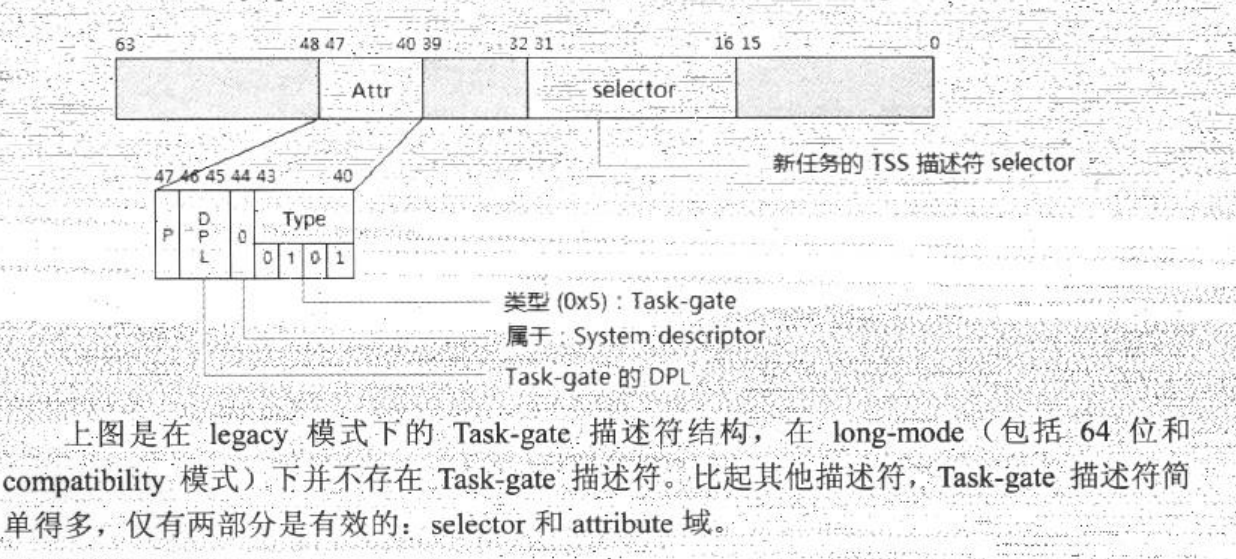 63 48 47 40 39 32 31 16 15 0
Attr selector
新任务的 TSS 描述符 selector
47 46 45 44 43 40
P
D
P
L
0
Type
0 1 0 1
类型 (0x5) : Task-gate
属于 : System descriptor
Task-gate 的 DPL
上图是在 legacy 模式下的 Task-gate 描述符结构，在 long-mode（包括 64 位和
compatibility 模式）下并不存在 Task-gate 描述符。比起其他描述符，Task-gate 描述符简
单得多，仅有两部分是有效的：selector 和 attribute 域。